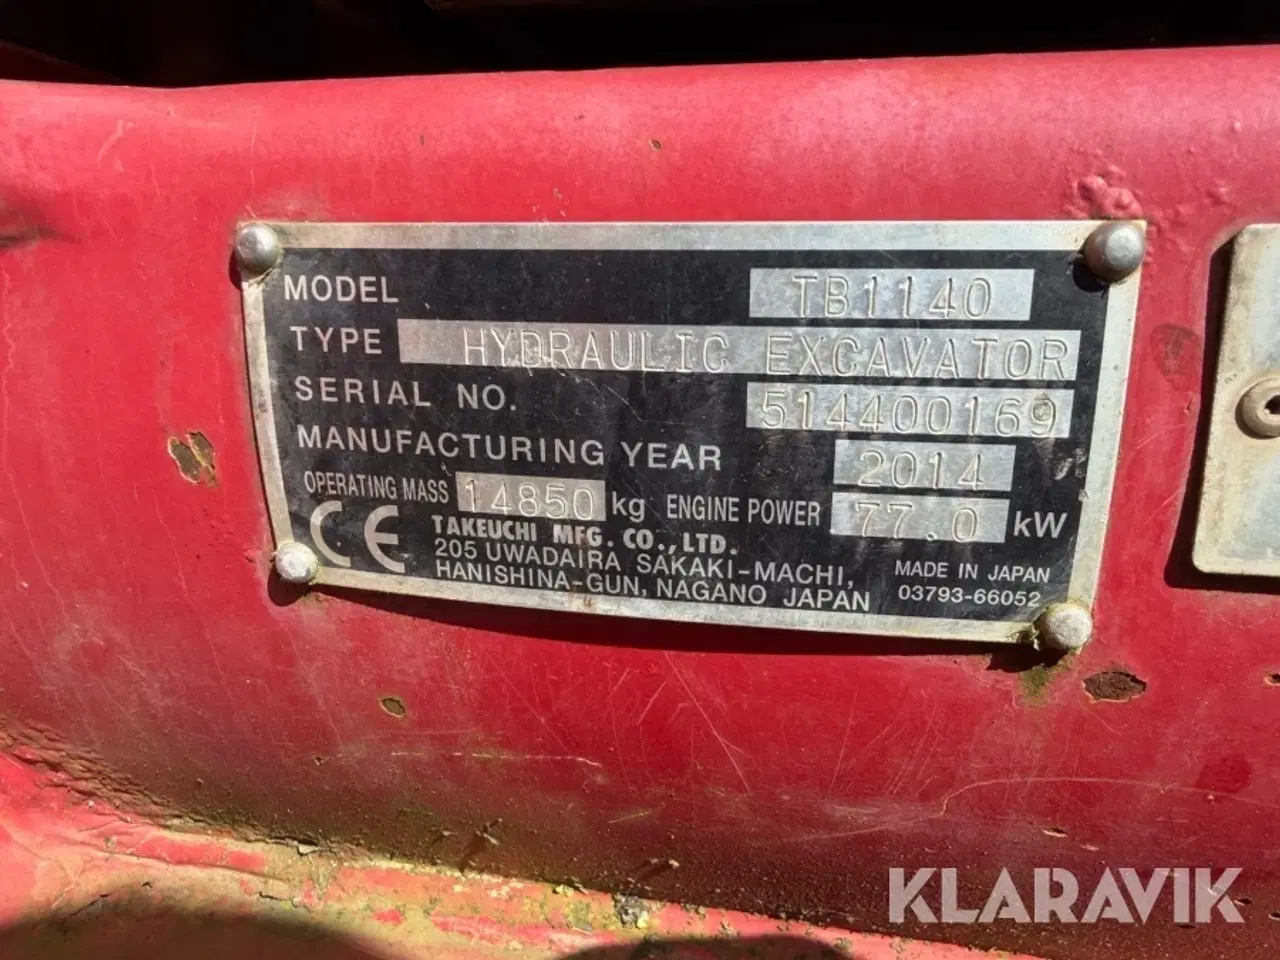 MODEL TB1140
TYPE HYDRAULIC EXCAVATOR
SERIAL NO. 514400169
MANUFACTURING YEAR 2014
OPERATING MASS 14850 kg ENGINE POWER 77.0 kW
CE TAKEUCHI MFG. CO., LTD.
205 UWADAIRA SAKAKI-MACHI,
HANISHINA-GUN, NAGANO JAPAN
MADE IN JAPAN
03793-66052
KLARAVIK